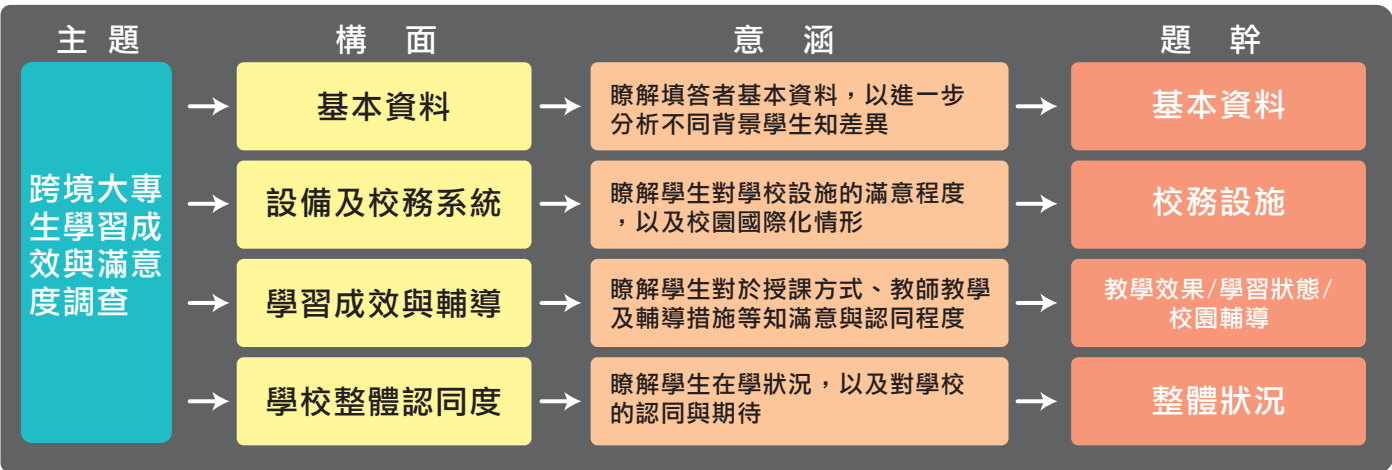 主題
構面
意涵
題幹
跨境大專
生學習成
效與滿意
度調查
基本資料
瞭解填答者基本資料，以進一步
分析不同背景學生知差異
基本資料
設備及校務系統
瞭解學生對學校設施的滿意程度
，以及校園國際化情形
校務設施
學習成效與輔導
瞭解學生對於授課方式、教師教學
及輔導措施等知滿意與認同程度
教學效果/學習狀態/
校園輔導
學校整體認同度
瞭解學生在學狀況，以及對學校
的認同與期待
整體狀況